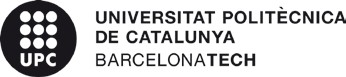 UPC
UNIVERSITAT POLITÈCNICA
DE CATALUNYA
BARCELONATECH